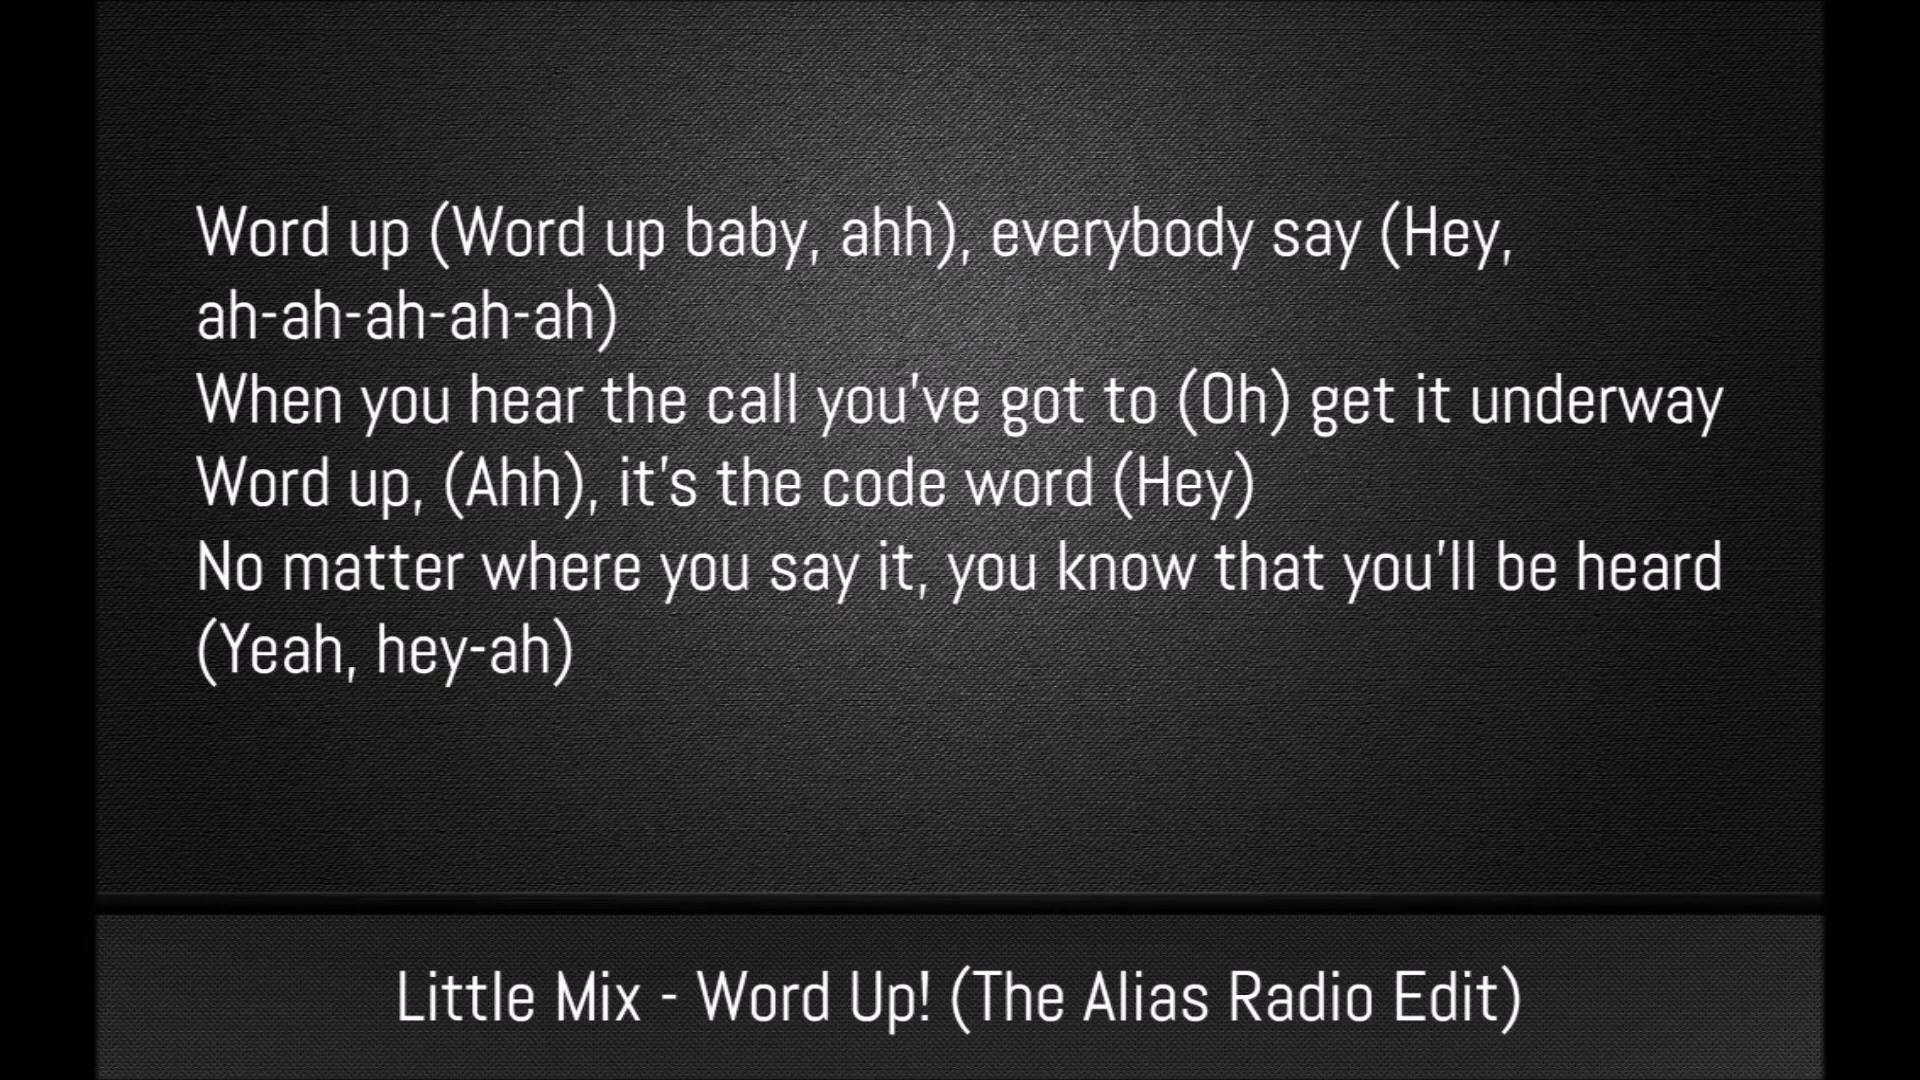 Word up (Word up baby, ahh), everybody say (Hey,
ah-ah-ah-ah-ah)
When you hear the call you've got to (Oh) get it underway
Word up, (Ahh), it's the code word (Hey)
No matter where you say it, you know that you'll be heard
(Yeah, hey-ah)
Little Mix - Word Up! (The Alias Radio Edit)